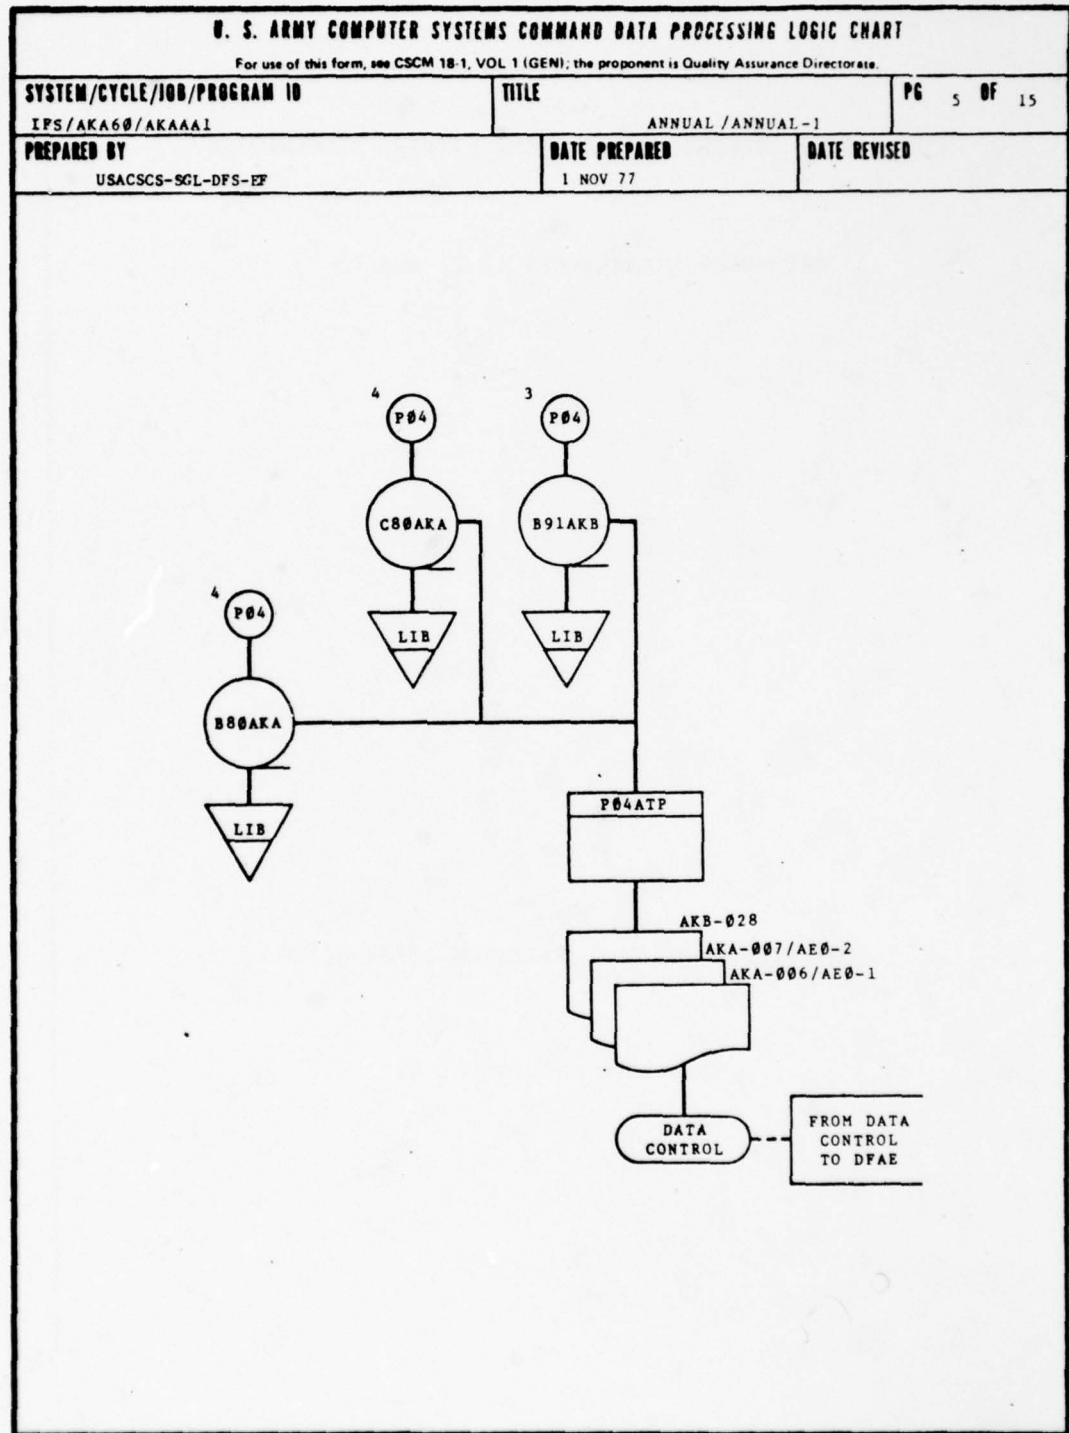 U. S. ARMY COMPUTER SYSTEMS COMMAND DATA PROCESSING LOGIC CHART
For use of this form, see CSCM 18-1, VOL 1 (GEN); the proponent is Quality Assurance Directorate.
SYSTEM/CYCLE/JOB/PROGRAM ID
IFS/AKA6Ø/AKAAA1
TITLE
ANNUAL /ANNUAL-1
PG 5 OF 15
PREPARED BY
USACSCS-SGL-DFS-EF
DATE PREPARED
1 NOV 77
DATE REVISED
4
PØ4
3
PØ4
C8ØAKA
B91AKB
4
PØ4
LIB
LIB
B8ØAKA
LIB
PØ4ATP
AKB-Ø28
AKA-ØØ7/AEØ-2
AKA-ØØ6/AEØ-1
DATA
CONTROL
FROM DATA
CONTROL
TO DFAE